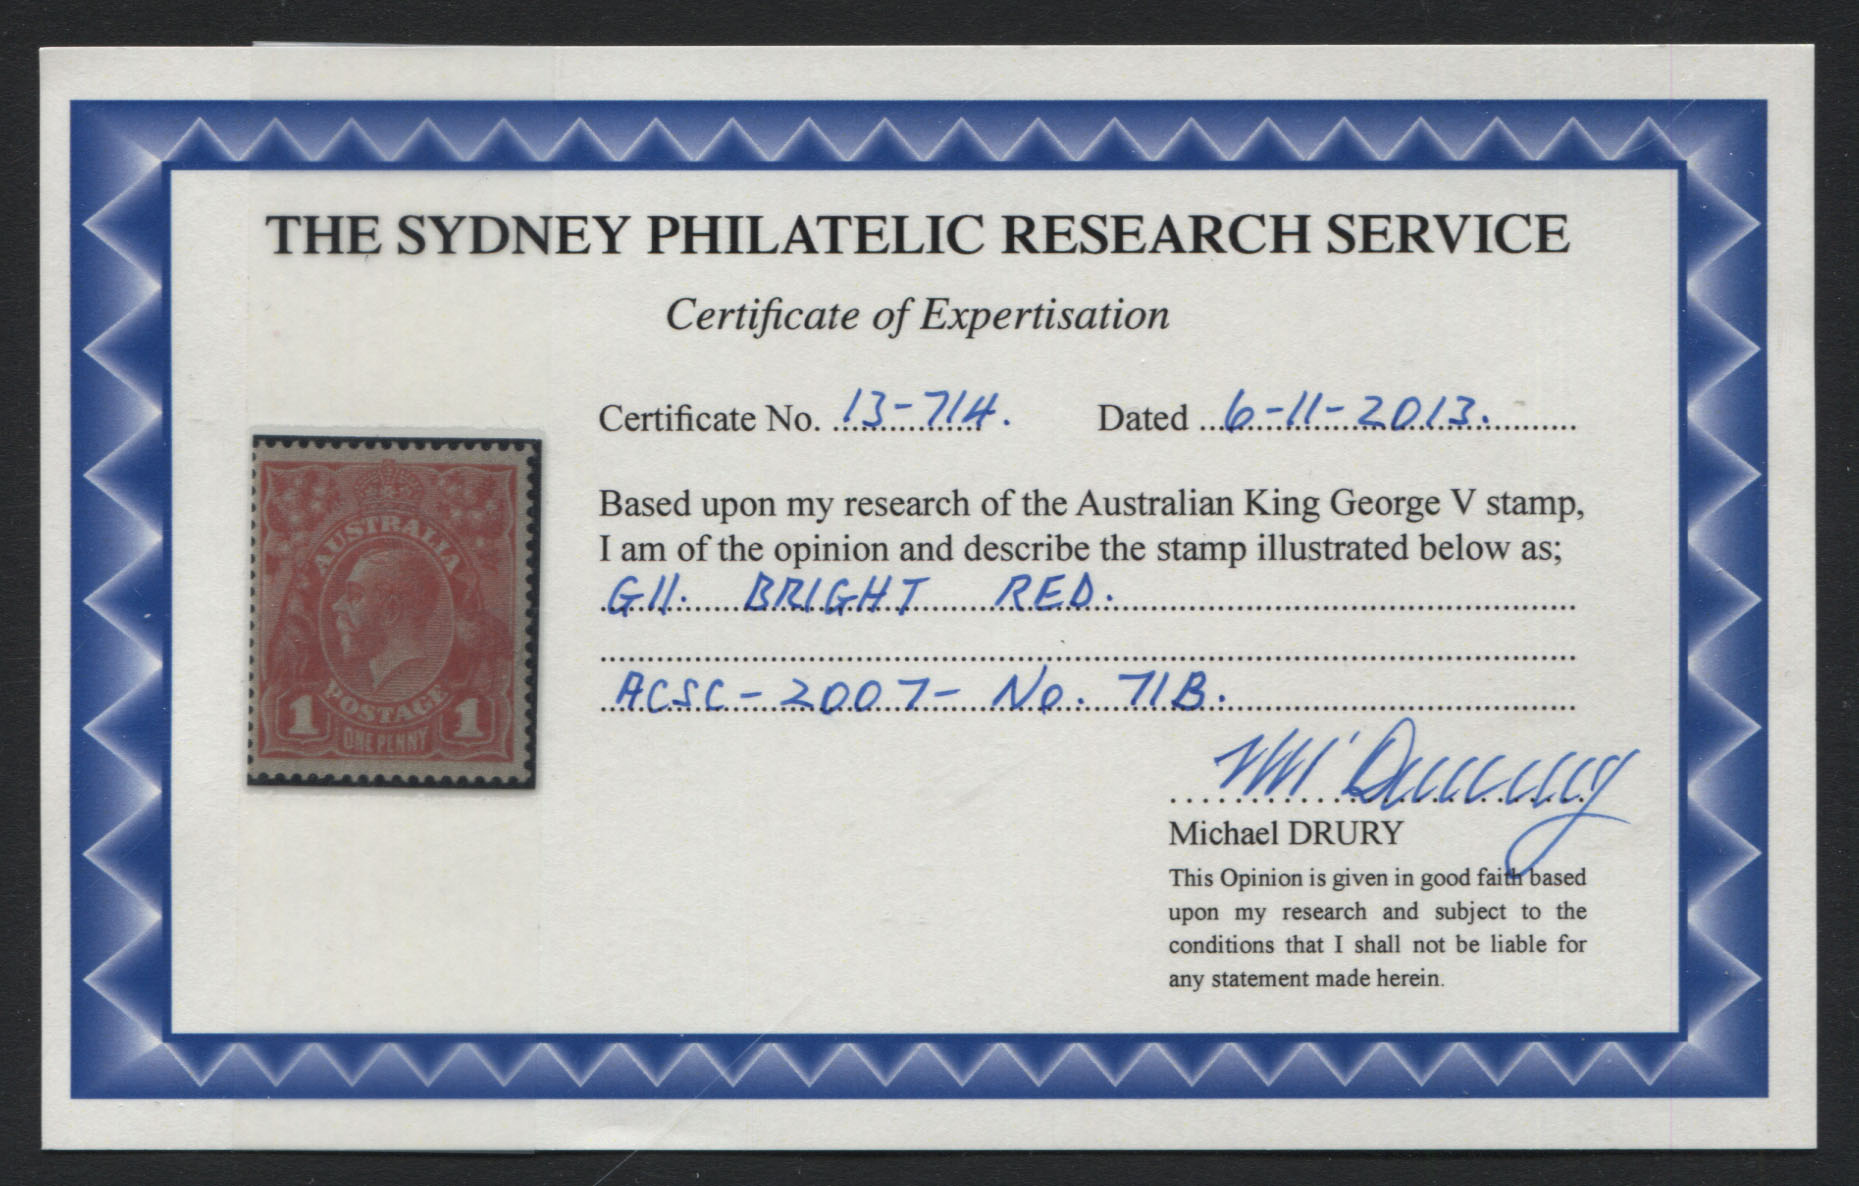 THE SYDNEY PHILATELIC RESEARCH SERVICE
Certificate of Expertisation
Certificate No. 13-714. Dated 6-11-2013.
Based upon my research of the Australian King George V stamp,
I am of the opinion and describe the stamp illustrated below as;
G11. BRIGHT RED.
ACSC-2007- No. 71B.
AUSTRALIA
POSTAGE
1 ONE PENNY 1
M Drury
Michael DRURY
This Opinion is given in good faith based
upon my research and subject to the
conditions that I shall not be liable for
any statement made herein.